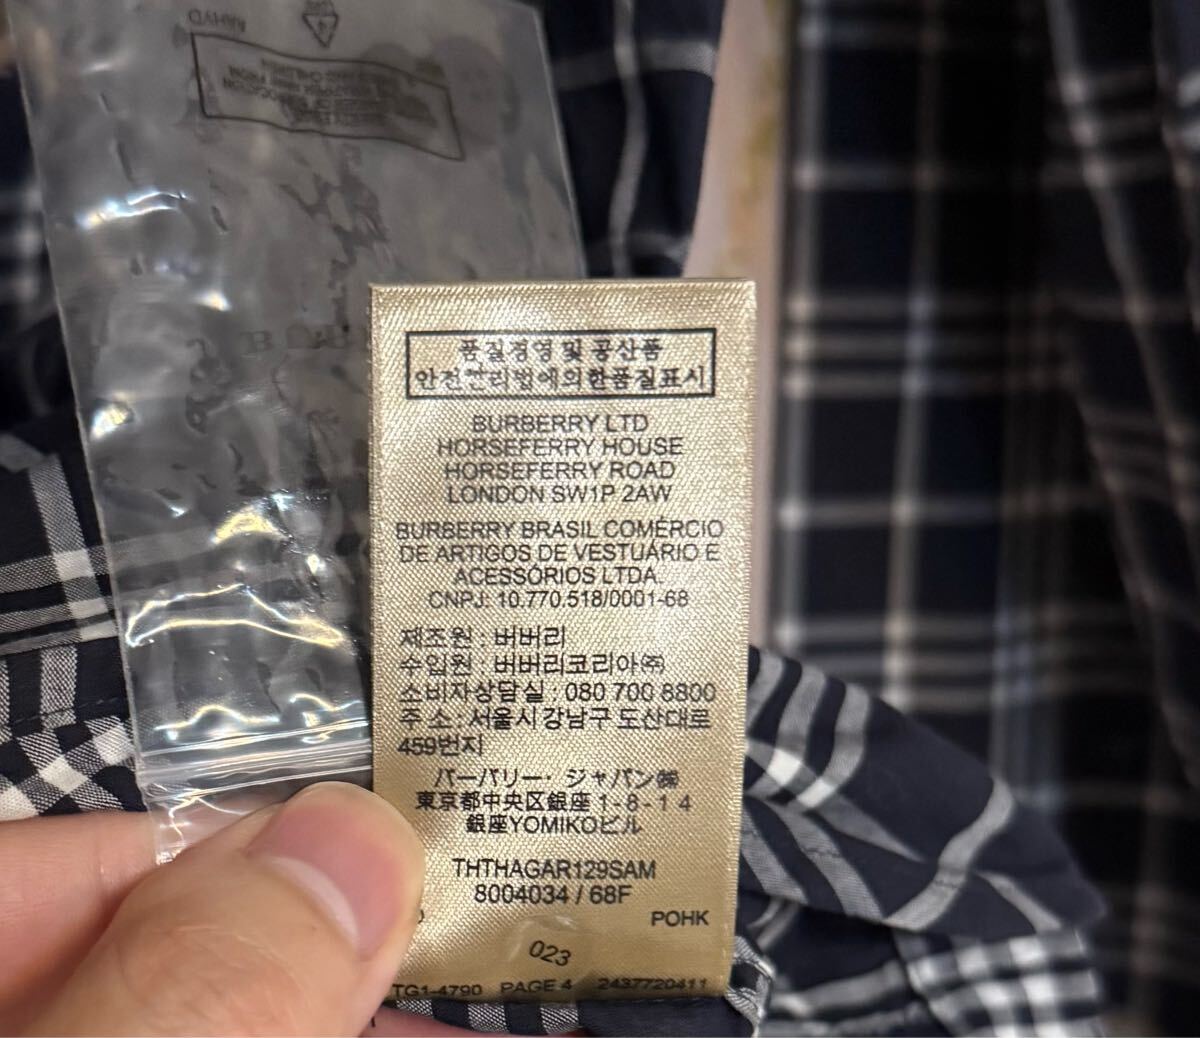 품질경영 및 공산품
안전관리법에의한품질표시
BURBERRY LTD
HORSEFERRY HOUSE
HORSEFERRY ROAD
LONDON SW1P 2AW
BURBERRY BRASIL COMÉRCIO
DE ARTIGOS DE VESTUÁRIO E
ACESSÓRIOS LTDA.
CNPJ: 10.770.518/0001-68
제조원 : 버버리
수입원 : 버버리코리아㈜
소비자상담실 : 080 700 8800
주 소 : 서울시강남구 도산대로
459번지
バーバリー・ジャパン㈱
東京都中央区銀座1-8-14
銀座YOMIKOビル
THTHAGAR129SAM
8004034 / 68F
POHK
023
TG1-4790 PAGE 4 2437720411